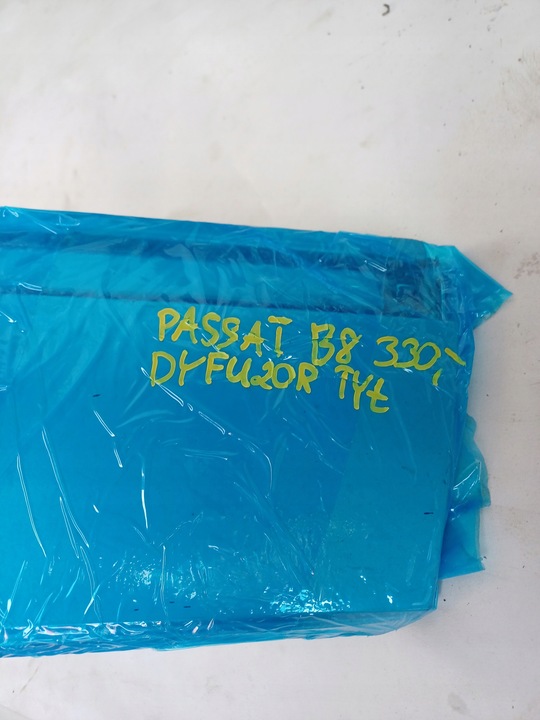 PASSAT B8 330,-
DYFUZOR TYŁ